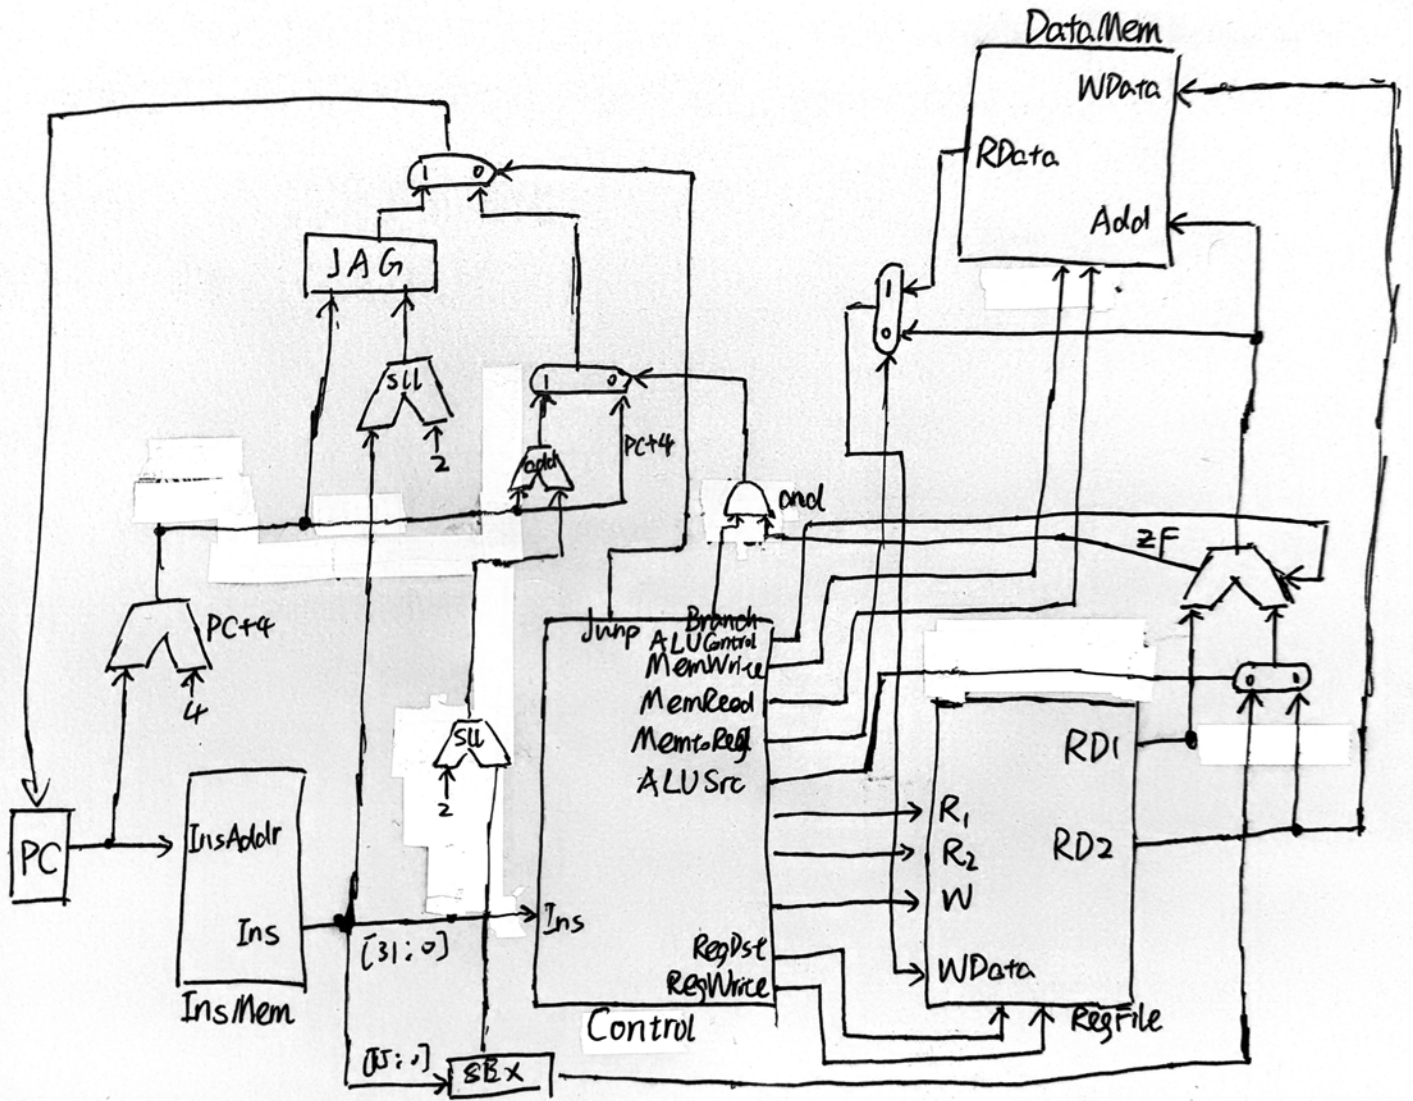 DataMem
WData
RData
Add
1 0
JAG
sll
2
1 0
add
PC+4
and
1
0
ZF
PC+4
4
Jump
Branch
ALUControl
MemWrite
MemRead
MemtoReg
ALUSrc
0 1
sll
2
PC
InsAddr
Ins
InsMem
[31:0]
Ins
RegDst
RegWrite
Control
R1
R2
W
WData
RD1
RD2
RegFile